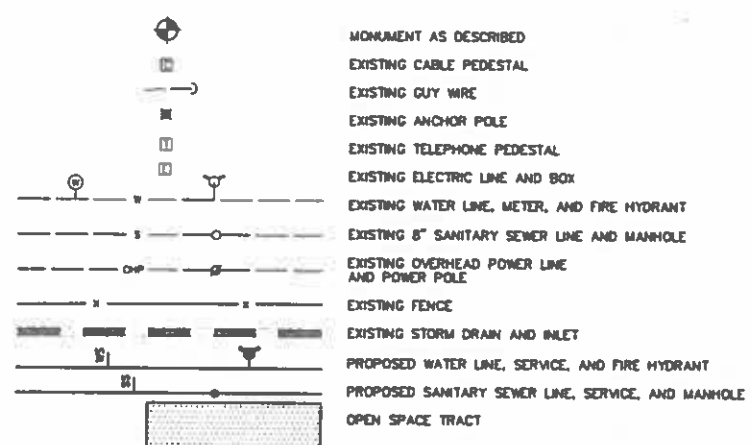 MONUMENT AS DESCRIBED
EXISTING CABLE PEDESTAL
EXISTING GUY WIRE
EXISTING ANCHOR POLE
T EXISTING TELEPHONE PEDESTAL
E EXISTING ELECTRIC LINE AND BOX
W W EXISTING WATER LINE, METER, AND FIRE HYDRANT
S EXISTING 8" SANITARY SEWER LINE AND MANHOLE
OHP EXISTING OVERHEAD POWER LINE
AND POWER POLE
X X EXISTING FENCE
EXISTING STORM DRAIN AND INLET
PROPOSED WATER LINE, SERVICE, AND FIRE HYDRANT
SS PROPOSED SANITARY SEWER LINE, SERVICE, AND MANHOLE
OPEN SPACE TRACT